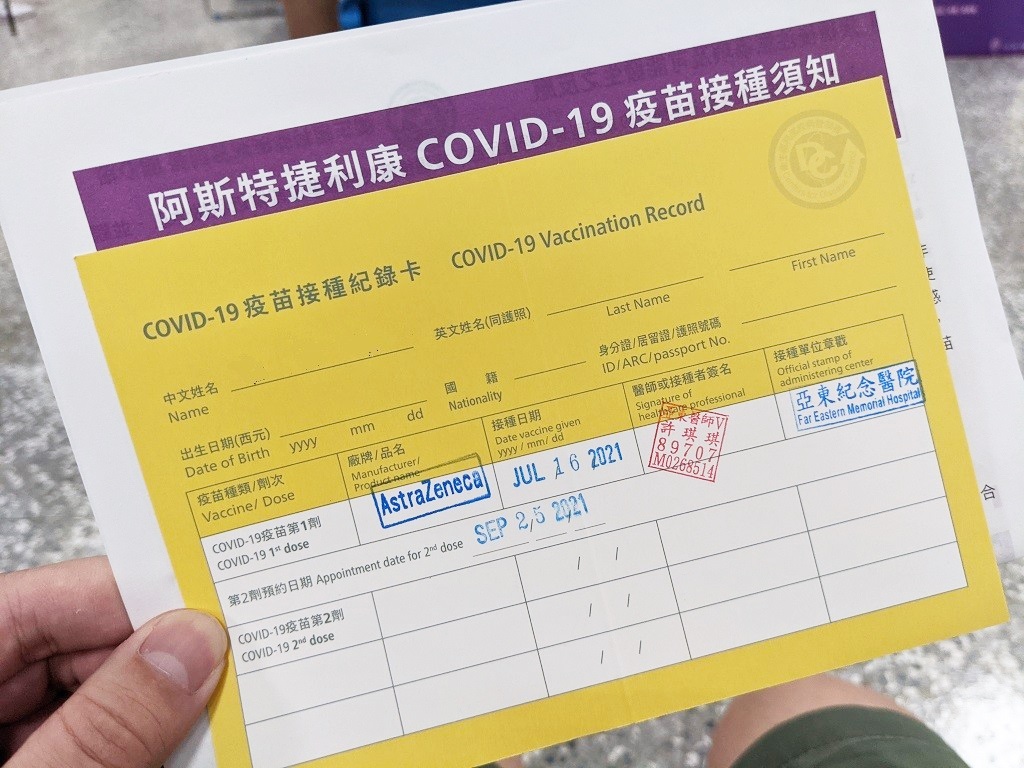 阿斯特捷利康 COVID-19 疫苗接種須知
COVID-19 疫苗接種紀錄卡 COVID-19 Vaccination Record
中文姓名
Name
英文姓名(同護照)
Last Name
First Name
出生日期(西元)
Date of Birth
yyyy mm dd
國 籍
Nationality
身分證/居留證/護照號碼
ID/ARC/passport No.
疫苗種類/劑次
Vaccine/ Dose
廠牌/品名
Manufacturer/
Product name
接種日期
Date vaccine given
yyyy / mm/ dd
醫師或接種者簽名
Signature of
healthcare professional
接種單位章戳
Official stamp of
administering center
COVID-19疫苗第1劑
COVID-19 1st dose
AstraZeneca
JUL 16 2021
醫師V
許琪琪
89707
M0268514
亞東紀念醫院
Far Eastern Memorial Hospital
第2劑預約日期 Appointment date for 2nd dose
SEP 25 2021
COVID-19疫苗第2劑
COVID-19 2nd dose
/ /
/ /
/ /
合